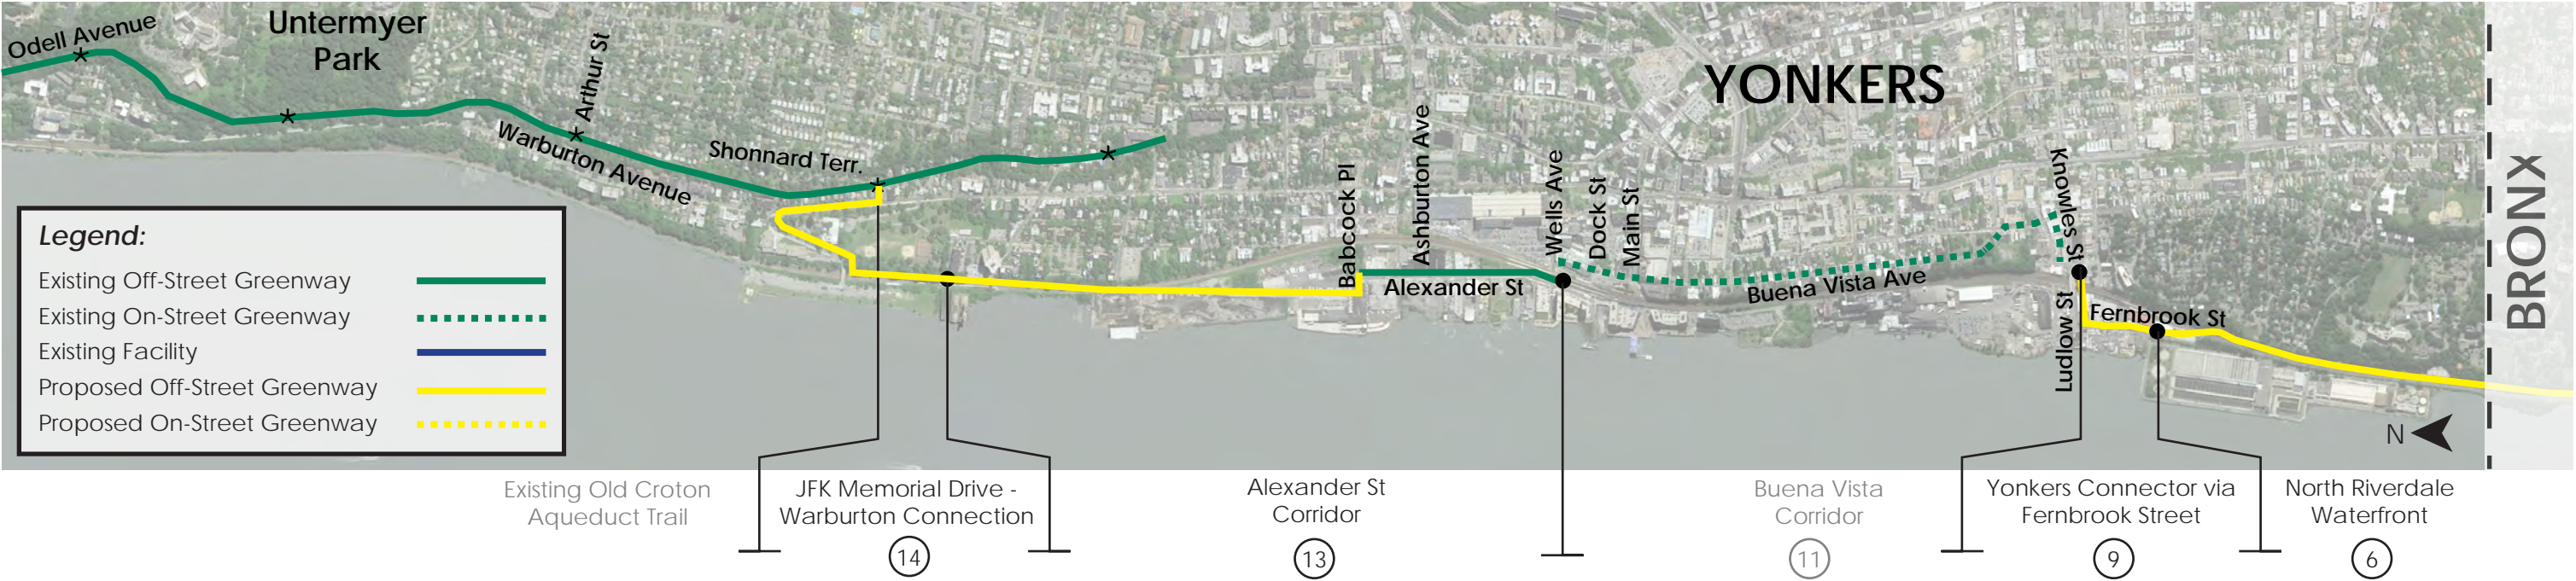 Odell Avenue
Untermyer
Park
Arthur St
Warburton Avenue
Shonnard Terr.
YONKERS
BRONX
Babcock Pl
Ashburton Ave
Alexander St
Wells Ave
Dock St
Main St
Buena Vista Ave
Knowles St
Ludlow St
Fernbrook St
N
Legend:
Existing Off-Street Greenway
Existing On-Street Greenway
Existing Facility
Proposed Off-Street Greenway
Proposed On-Street Greenway
Existing Old Croton
Aqueduct Trail
JFK Memorial Drive -
Warburton Connection
14
Alexander St
Corridor
13
Buena Vista
Corridor
11
Yonkers Connector via
Fernbrook Street
9
North Riverdale
Waterfront
6